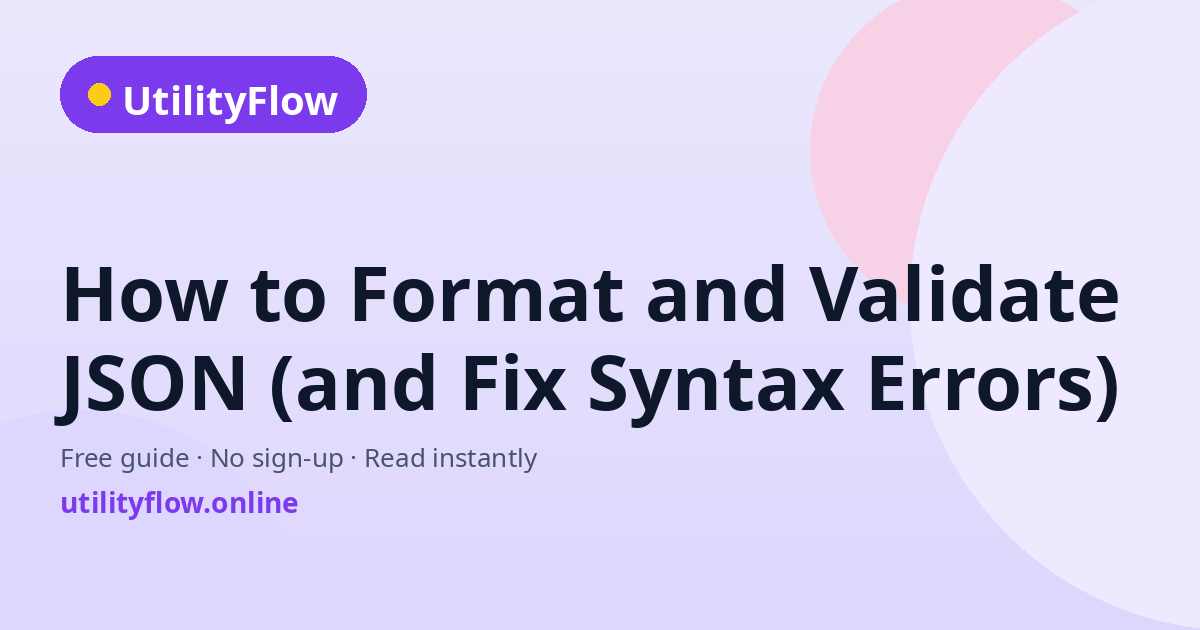 UtilityFlow
How to Format and Validate
JSON (and Fix Syntax Errors)
Free guide · No sign-up · Read instantly
utilityflow.online